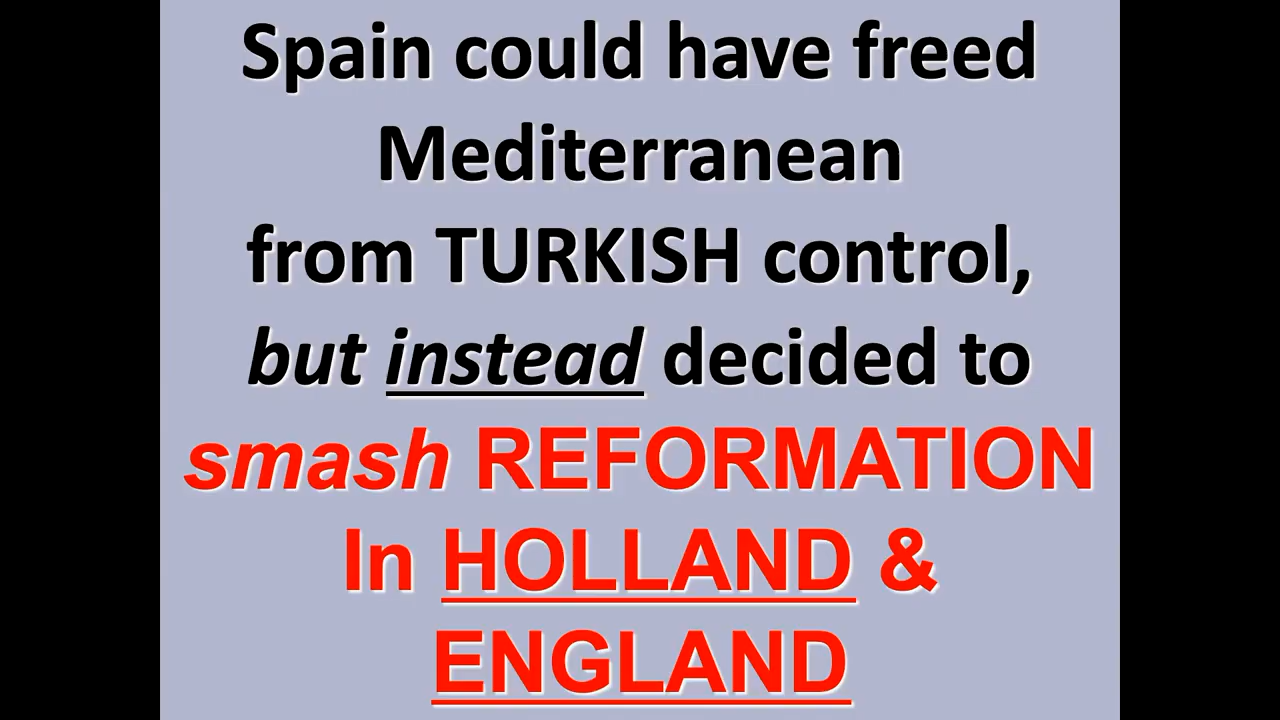 Spain could have freed
Mediterranean
from TURKISH control,
but instead decided to
smash REFORMATION
In HOLLAND &
ENGLAND